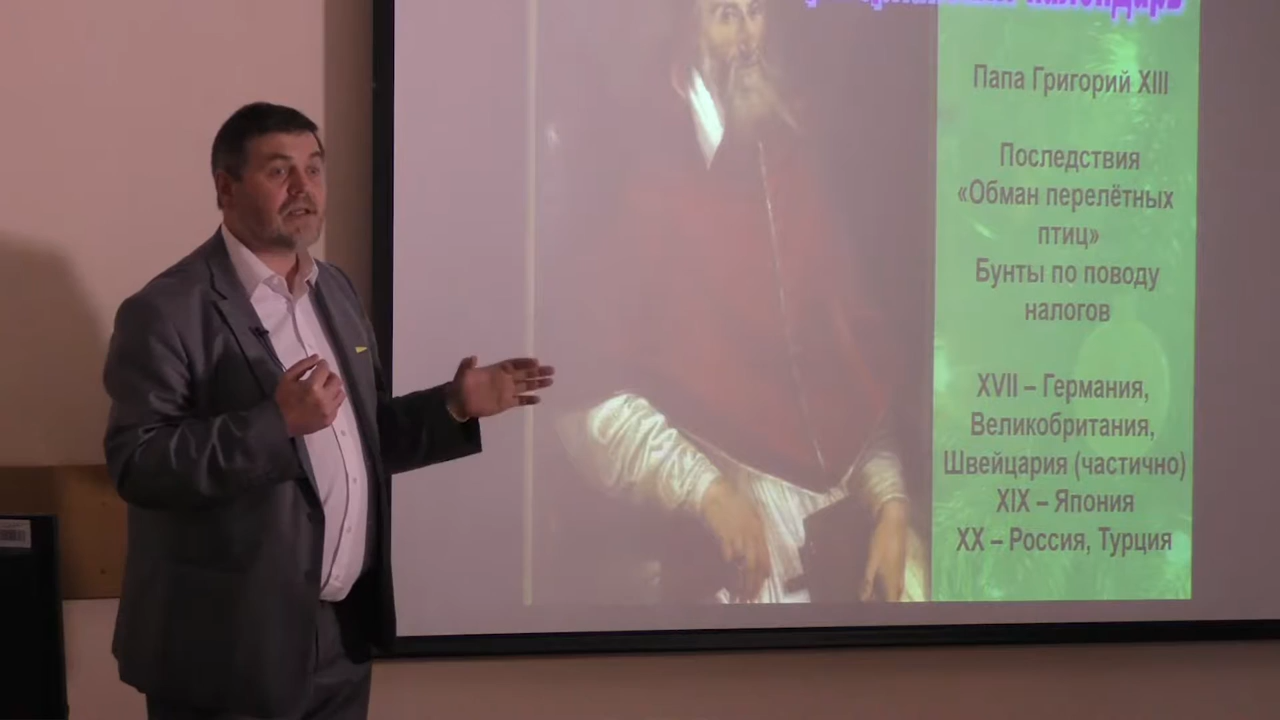 календарь
Папа Григорий XIII
Последствия
«Обман перелётных
птиц»
Бунты по поводу
налогов
XVII – Германия,
Великобритания,
Швейцария (частично)
XIX – Япония
XX – Россия, Турция